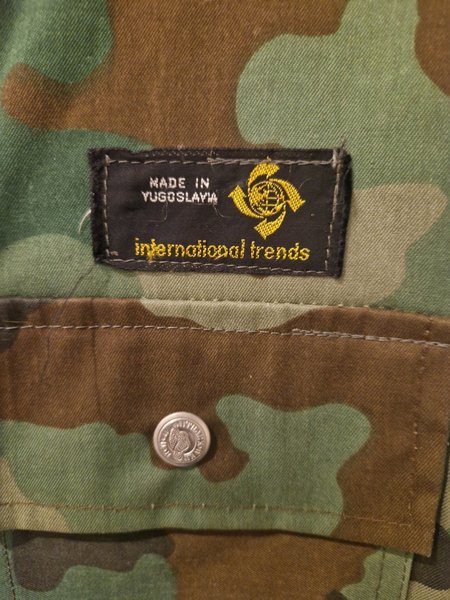 MADE IN
YUGOSLAVIA
international trends